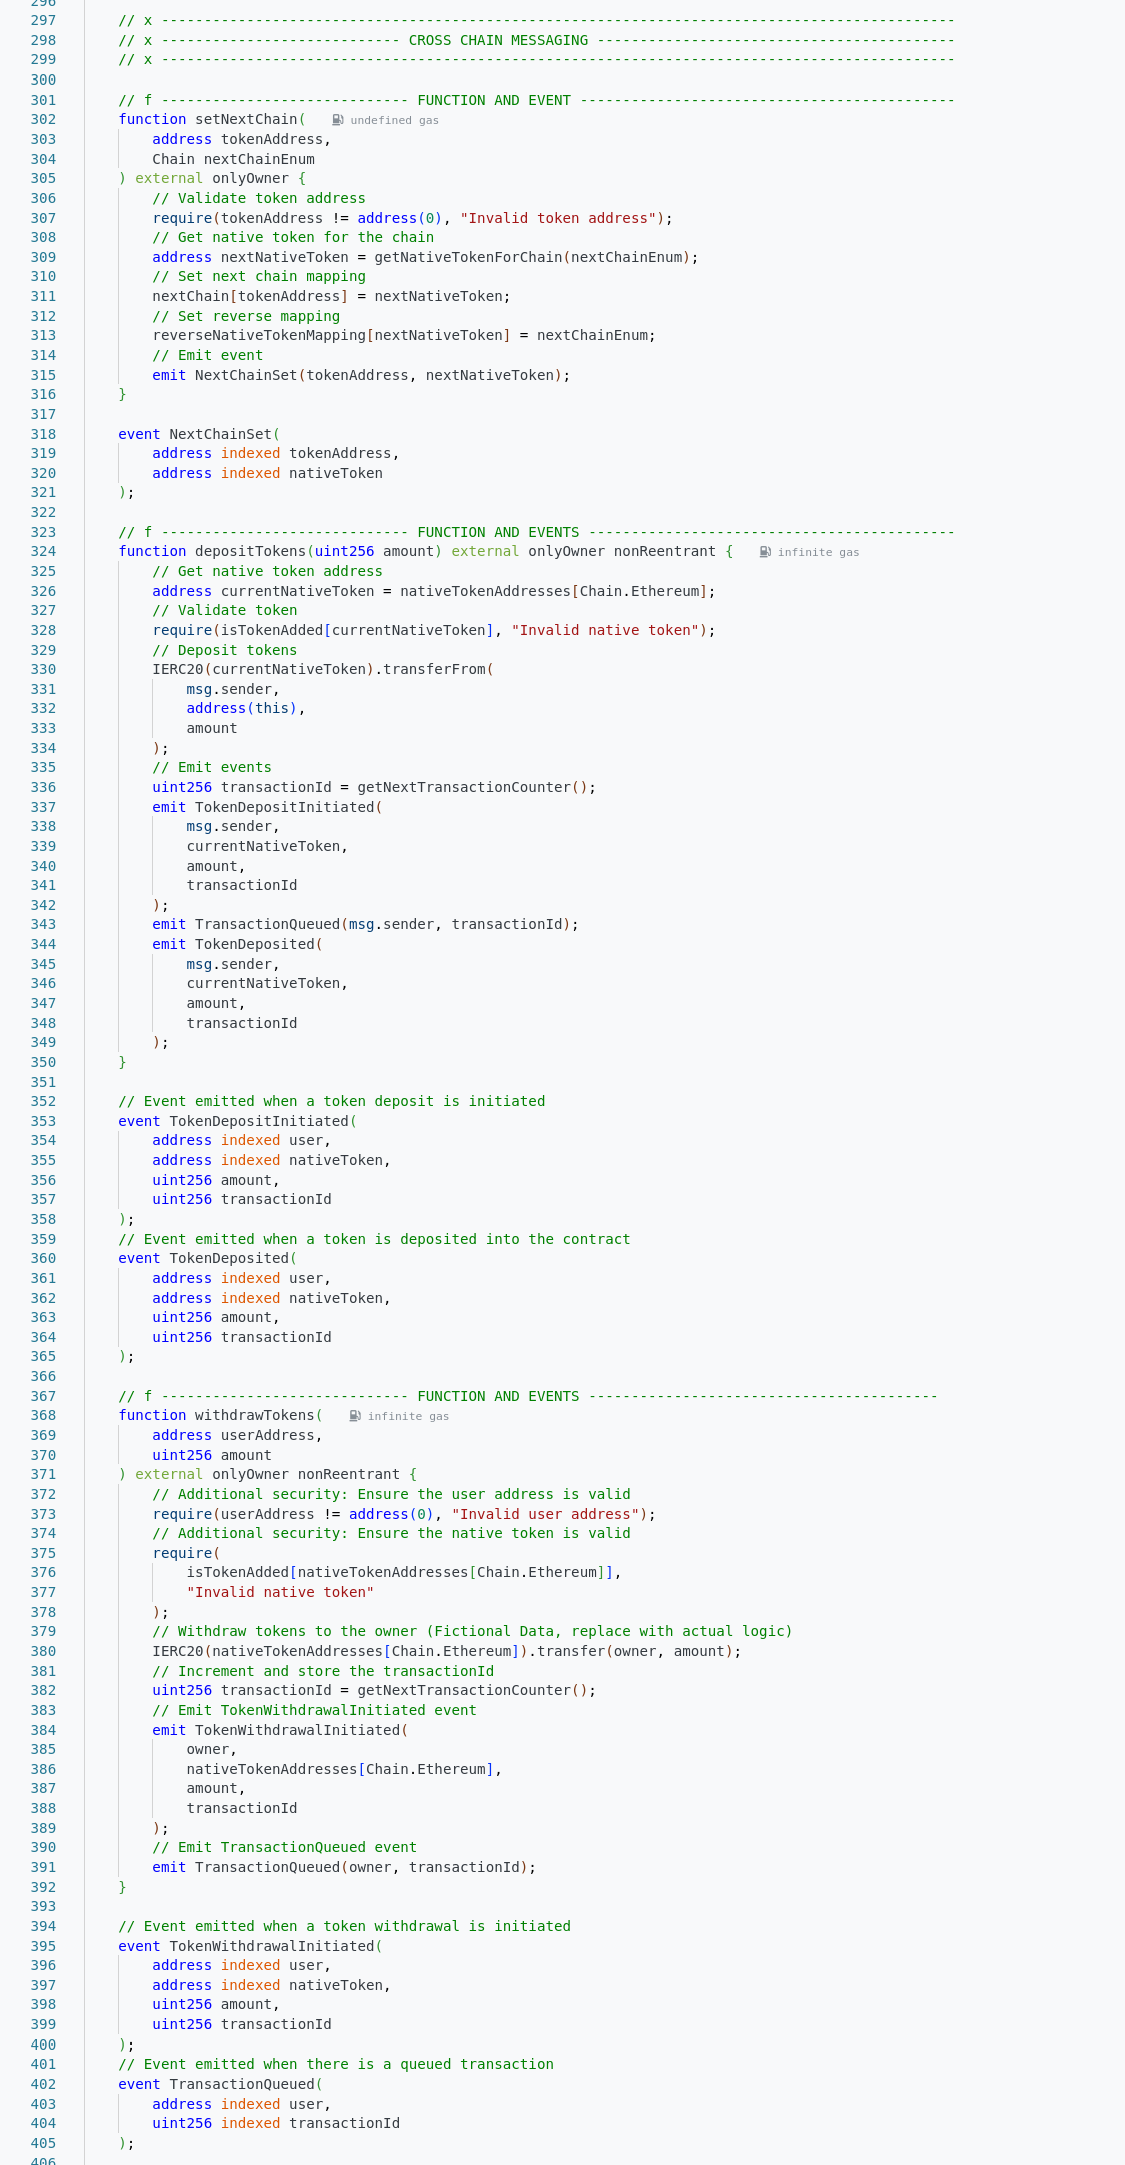 296
297 // x ---------------------------------------------------------------------------------------------
298 // x ---------------------------- CROSS CHAIN MESSAGING ------------------------------------------
299 // x ---------------------------------------------------------------------------------------------
300
301 // f ----------------------------- FUNCTION AND EVENT --------------------------------------------
302 function setNextChain( undefined gas
303 address tokenAddress,
304 Chain nextChainEnum
305 ) external onlyOwner {
306 // Validate token address
307 require(tokenAddress != address(0), "Invalid token address");
308 // Get native token for the chain
309 address nextNativeToken = getNativeTokenForChain(nextChainEnum);
310 // Set next chain mapping
311 nextChain[tokenAddress] = nextNativeToken;
312 // Set reverse mapping
313 reverseNativeTokenMapping[nextNativeToken] = nextChainEnum;
314 // Emit event
315 emit NextChainSet(tokenAddress, nextNativeToken);
316 }
317
318 event NextChainSet(
319 address indexed tokenAddress,
320 address indexed nativeToken
321 );
322
323 // f ----------------------------- FUNCTION AND EVENTS -------------------------------------------
324 function depositTokens(uint256 amount) external onlyOwner nonReentrant { infinite gas
325 // Get native token address
326 address currentNativeToken = nativeTokenAddresses[Chain.Ethereum];
327 // Validate token
328 require(isTokenAdded[currentNativeToken], "Invalid native token");
329 // Deposit tokens
330 IERC20(currentNativeToken).transferFrom(
331 msg.sender,
332 address(this),
333 amount
334 );
335 // Emit events
336 uint256 transactionId = getNextTransactionCounter();
337 emit TokenDepositInitiated(
338 msg.sender,
339 currentNativeToken,
340 amount,
341 transactionId
342 );
343 emit TransactionQueued(msg.sender, transactionId);
344 emit TokenDeposited(
345 msg.sender,
346 currentNativeToken,
347 amount,
348 transactionId
349 );
350 }
351
352 // Event emitted when a token deposit is initiated
353 event TokenDepositInitiated(
354 address indexed user,
355 address indexed nativeToken,
356 uint256 amount,
357 uint256 transactionId
358 );
359 // Event emitted when a token is deposited into the contract
360 event TokenDeposited(
361 address indexed user,
362 address indexed nativeToken,
363 uint256 amount,
364 uint256 transactionId
365 );
366
367 // f ----------------------------- FUNCTION AND EVENTS -----------------------------------------
368 function withdrawTokens( infinite gas
369 address userAddress,
370 uint256 amount
371 ) external onlyOwner nonReentrant {
372 // Additional security: Ensure the user address is valid
373 require(userAddress != address(0), "Invalid user address");
374 // Additional security: Ensure the native token is valid
375 require(
376 isTokenAdded[nativeTokenAddresses[Chain.Ethereum]],
377 "Invalid native token"
378 );
379 // Withdraw tokens to the owner (Fictional Data, replace with actual logic)
380 IERC20(nativeTokenAddresses[Chain.Ethereum]).transfer(owner, amount);
381 // Increment and store the transactionId
382 uint256 transactionId = getNextTransactionCounter();
383 // Emit TokenWithdrawalInitiated event
384 emit TokenWithdrawalInitiated(
385 owner,
386 nativeTokenAddresses[Chain.Ethereum],
387 amount,
388 transactionId
389 );
390 // Emit TransactionQueued event
391 emit TransactionQueued(owner, transactionId);
392 }
393
394 // Event emitted when a token withdrawal is initiated
395 event TokenWithdrawalInitiated(
396 address indexed user,
397 address indexed nativeToken,
398 uint256 amount,
399 uint256 transactionId
400 );
401 // Event emitted when there is a queued transaction
402 event TransactionQueued(
403 address indexed user,
404 uint256 indexed transactionId
405 );
406